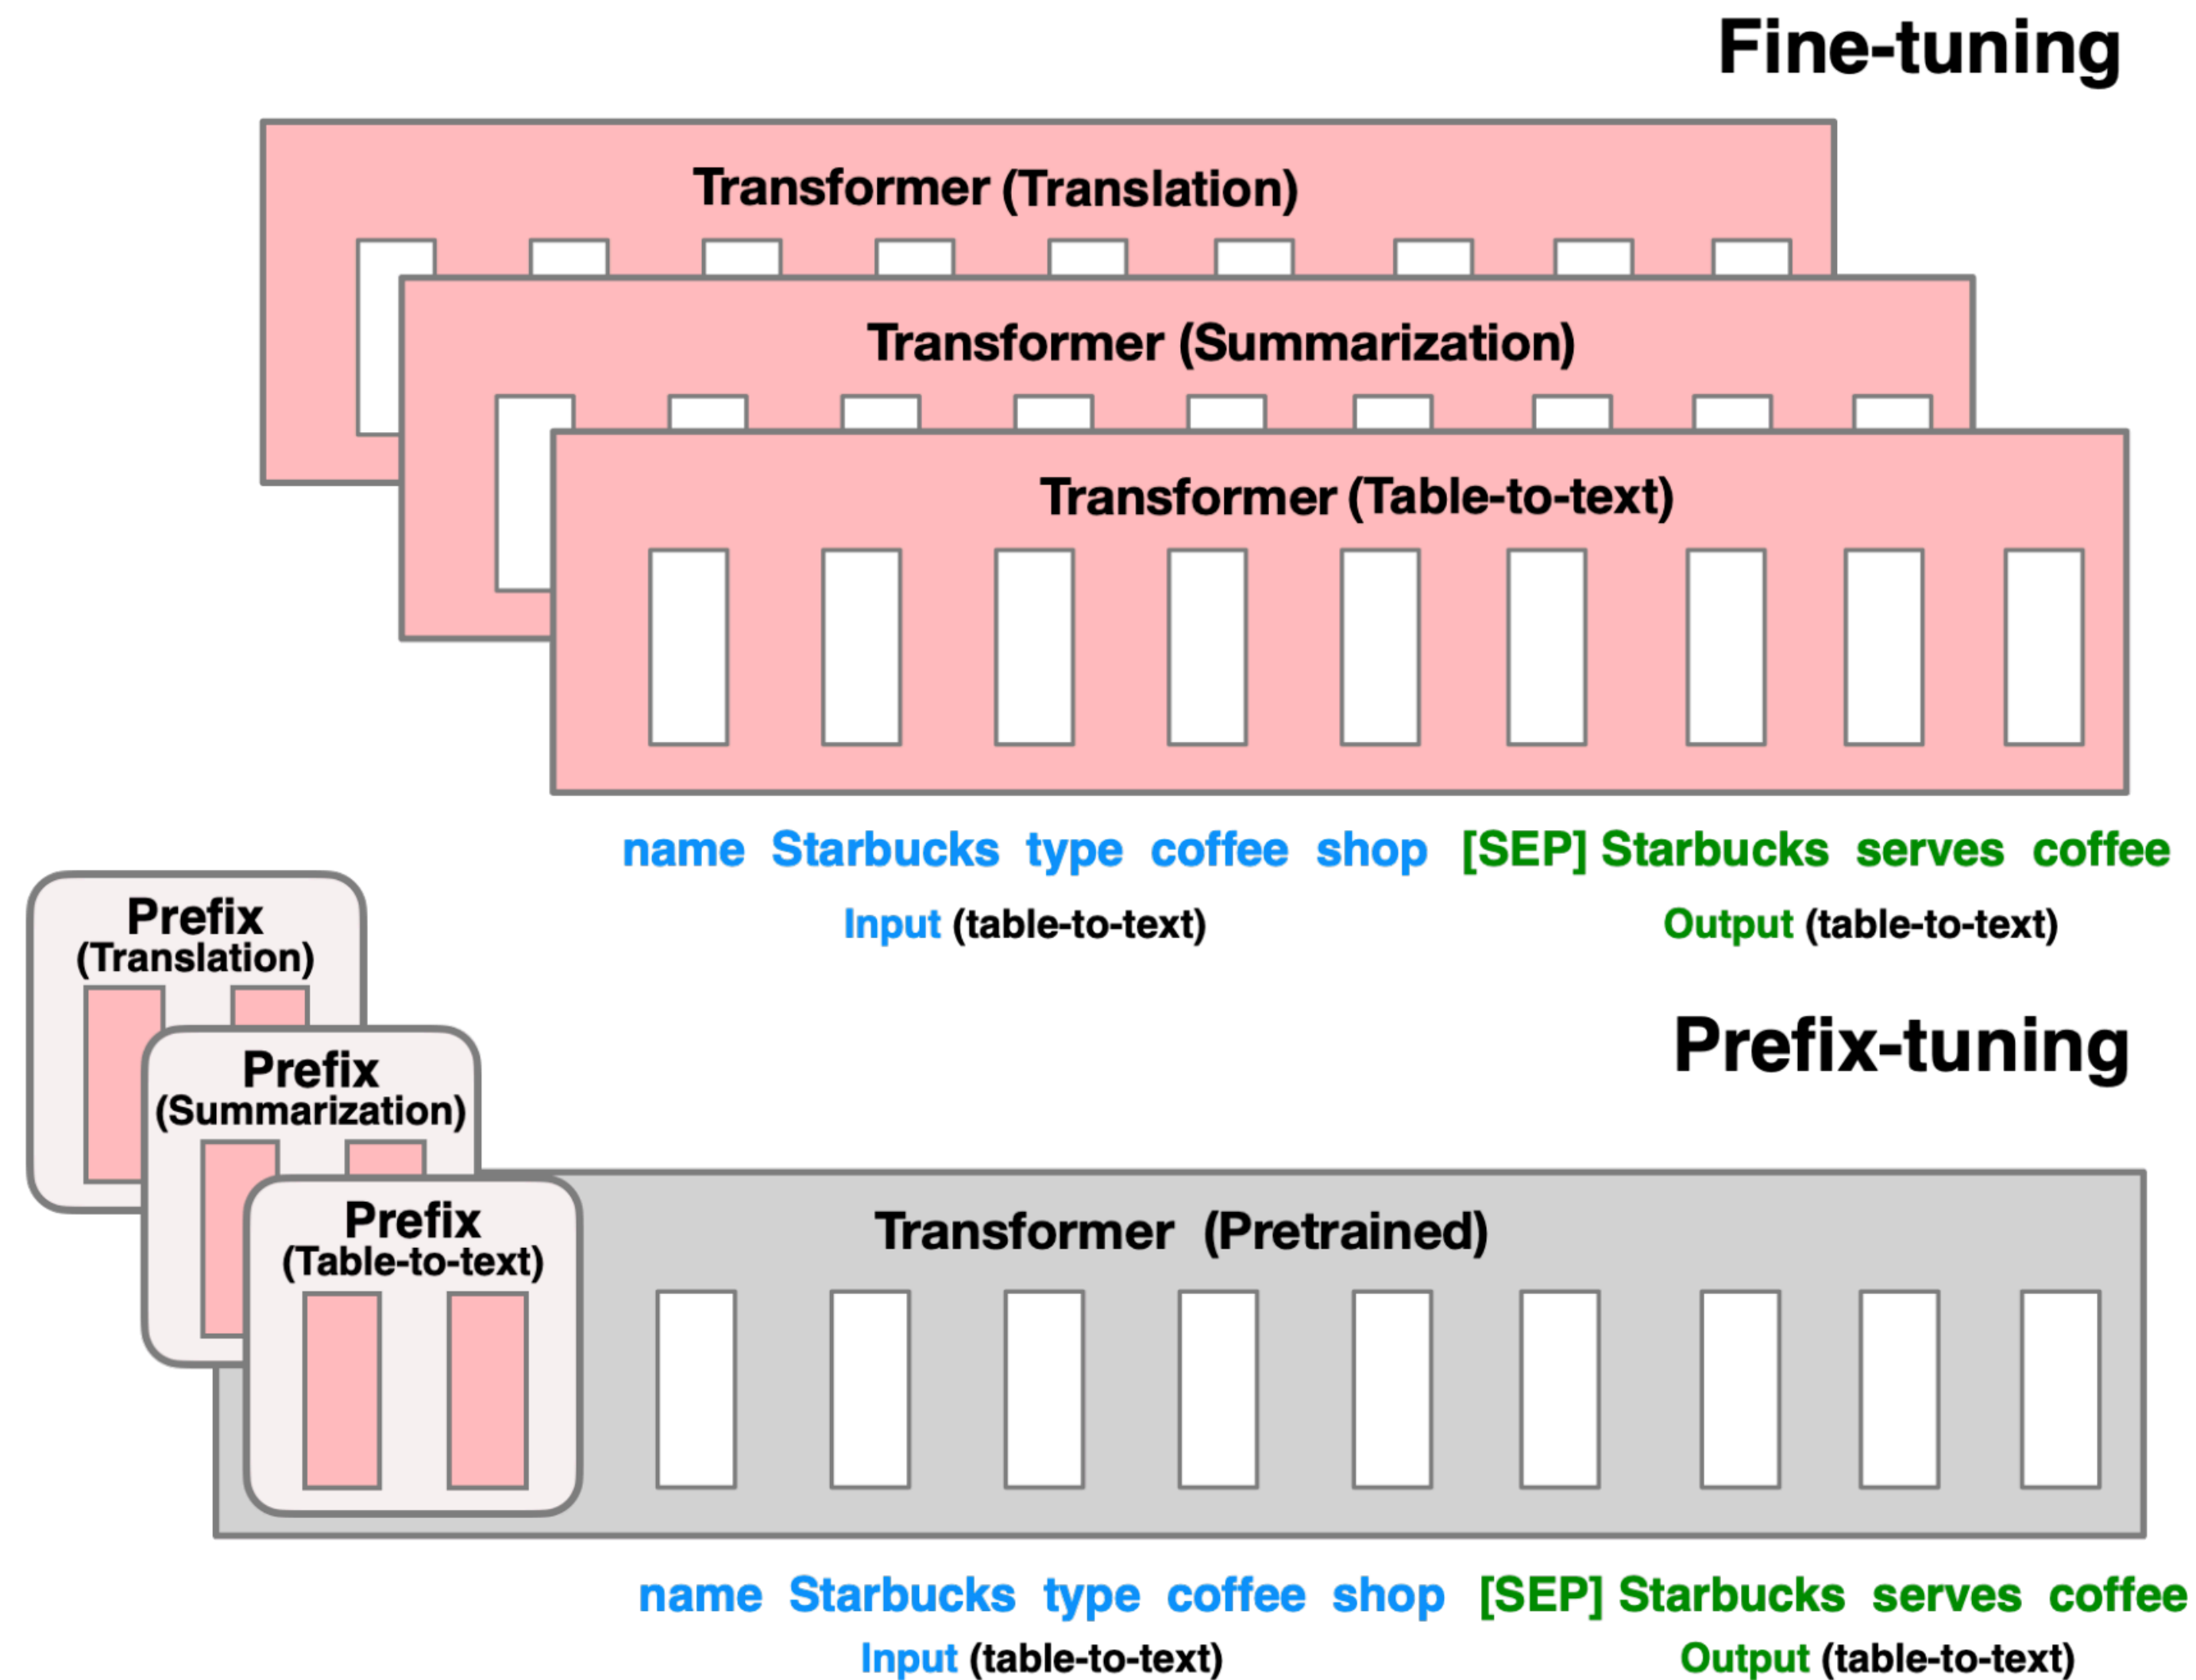 Fine-tuning
Transformer (Translation)
Transformer (Summarization)
Transformer (Table-to-text)
name Starbucks type coffee shop [SEP] Starbucks serves coffee
Input (table-to-text) Output (table-to-text)
Prefix
(Translation)
Prefix-tuning
Prefix
(Summarization)
Prefix
(Table-to-text)
Transformer (Pretrained)
name Starbucks type coffee shop [SEP] Starbucks serves coffee
Input (table-to-text) Output (table-to-text)